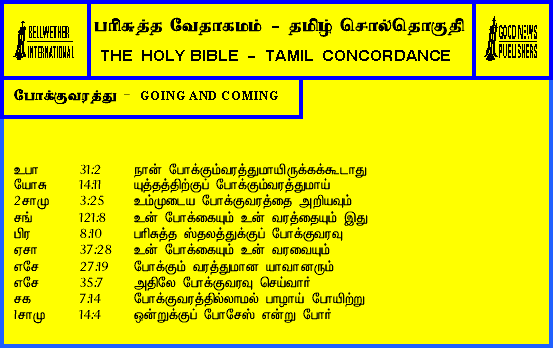 BELLWETHER INTERNATIONAL
பரிசுத்த வேதாகமம் - தமிழ் சொல்தொகுதி
THE HOLY BIBLE - TAMIL CONCORDANCE
GOOD NEWS PUBLISHERS
போக்குவரத்து - GOING AND COMING
உபா 31:2 நான் போக்கும்வரத்துமாயிருக்கக்கூடாது
யோசு 14:11 யுத்தத்திற்குப் போக்கும்வரத்துமாய்
2சாமு 3:25 உம்முடைய போக்குவரத்தை அறியவும்
சங் 121:8 உன் போக்கையும் உன் வரத்தையும் இது
பிர 8:10 பரிசுத்த ஸ்தலத்துக்குப் போக்குவரவு
ஏசா 37:28 உன் போக்கையும் உன் வரவையும்
எசே 27:19 போக்கும் வரத்துமான யாவானரும்
எசே 35:7 அதிலே போக்குவரவு செய்வார்
சக 7:14 போக்குவரத்தில்லாமல் பாழாய் போயிற்று
1சாமு 14:4 ஒன்றுக்குப் போசேஸ் என்று பேர்